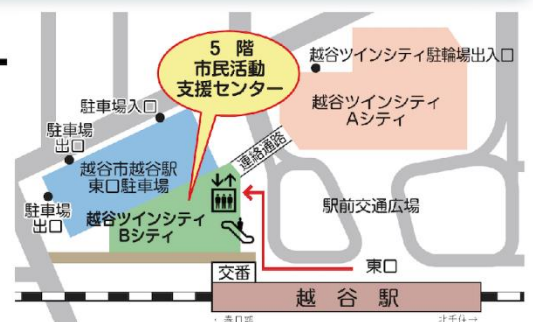 5 階
市民活動
支援センター
越谷ツインシティ駐輪場出入口
越谷ツインシティ
Aシティ
駐車場入口
駐車場
出口
連絡通路
越谷市越谷駅
東口駐車場
駐車場
出口
越谷ツインシティ
Bシティ
駅前交通広場
交番
東口
越谷駅
北千住→